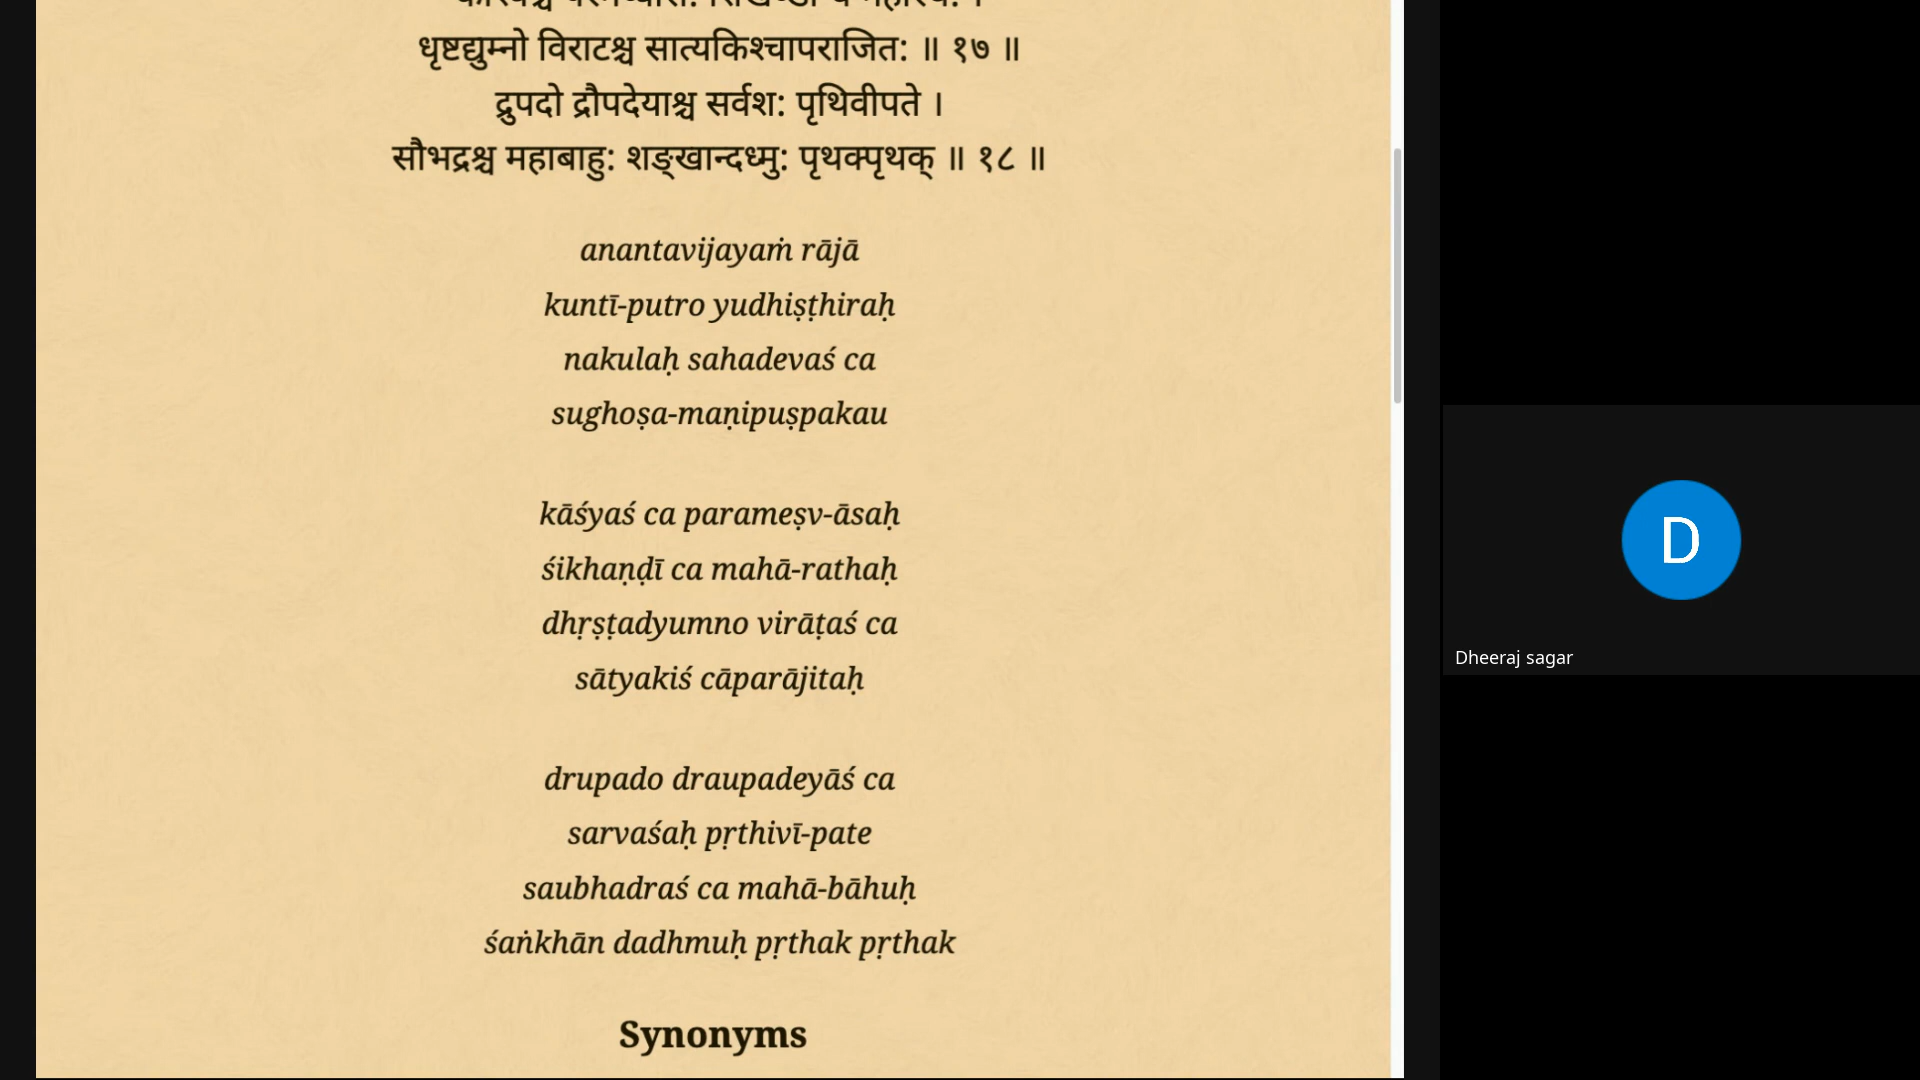 धृष्टद्युम्नो विराटश्च सात्यकिश्चापराजित: ॥ १७ ॥
द्रुपदो द्रौपदेयाश्च सर्वश: पृथिवीपते ।
सौभद्रश्च महाबाहु: शङ्खान्दध्मु: पृथक्पृथक् ॥ १८ ॥
anantavijayaṁ rājā
kuntī-putro yudhiṣṭhiraḥ
nakulaḥ sahadevaś ca
sughoṣa-maṇipuṣpakau
kāśyaś ca parameṣv-āsaḥ
śikhaṇḍī ca mahā-rathaḥ
dhṛṣṭadyumno virāṭaś ca
sātyakiś cāparājitaḥ
drupado draupadeyāś ca
sarvaśaḥ pṛthivī-pate
saubhadraś ca mahā-bāhuḥ
śaṅkhān dadhmuḥ pṛthak pṛthak
Synonyms
D
Dheeraj sagar